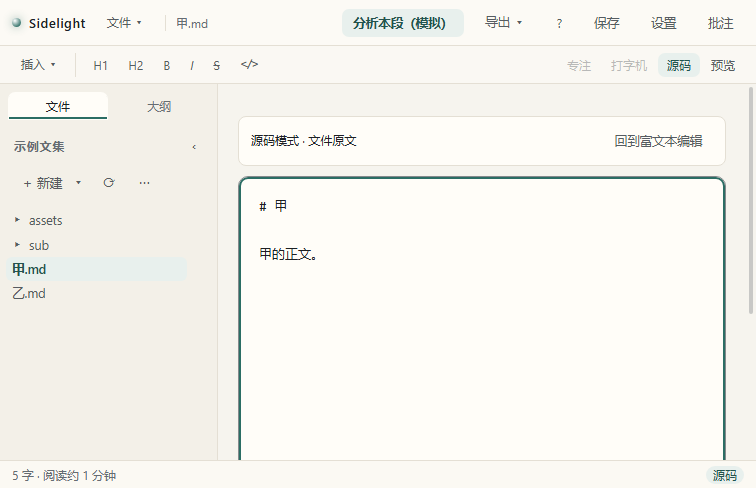 Sidelight 文件 甲.md 分析本段（模拟） 导出 ? 保存 设置 批注
插入 H1 H2 B I S </> 专注 打字机 源码 预览
文件 大纲
示例文集
+ 新建 ···
assets
sub
甲.md
乙.md
源码模式 · 文件原文 回到富文本编辑
# 甲
甲的正文。
5 字 · 阅读约 1 分钟 源码